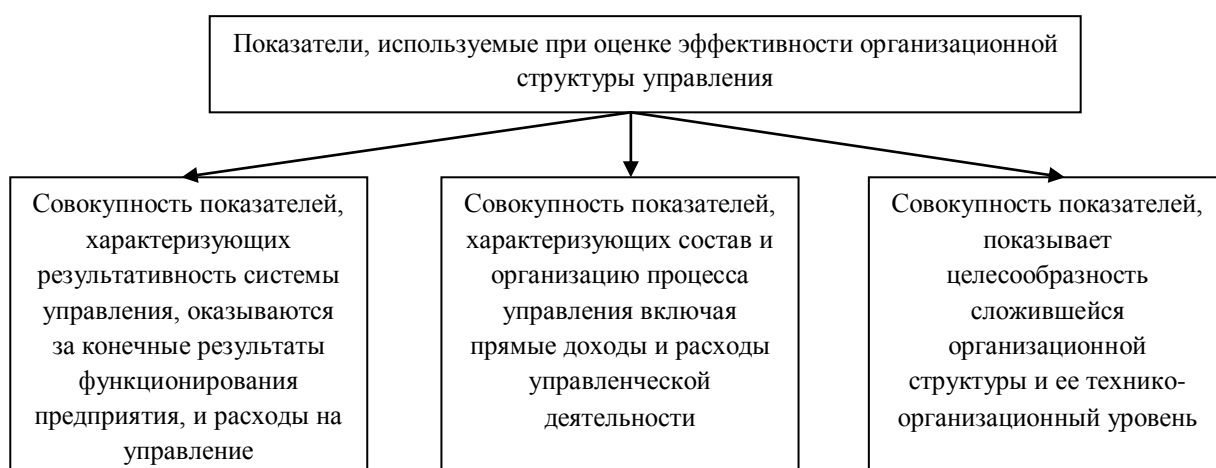 Показатели, используемые при оценке эффективности организационной
структуры управления
Совокупность показателей,
характеризующих
результативность системы
управления, оказываются
за конечные результаты
функционирования
предприятия, и расходы на
управление
Совокупность показателей,
характеризующих состав и
организацию процесса
управления включая
прямые доходы и расходы
управленческой
деятельности
Совокупность показателей,
показывает
целесообразность
сложившейся
организационной
структуры и ее технико-
организационный уровень